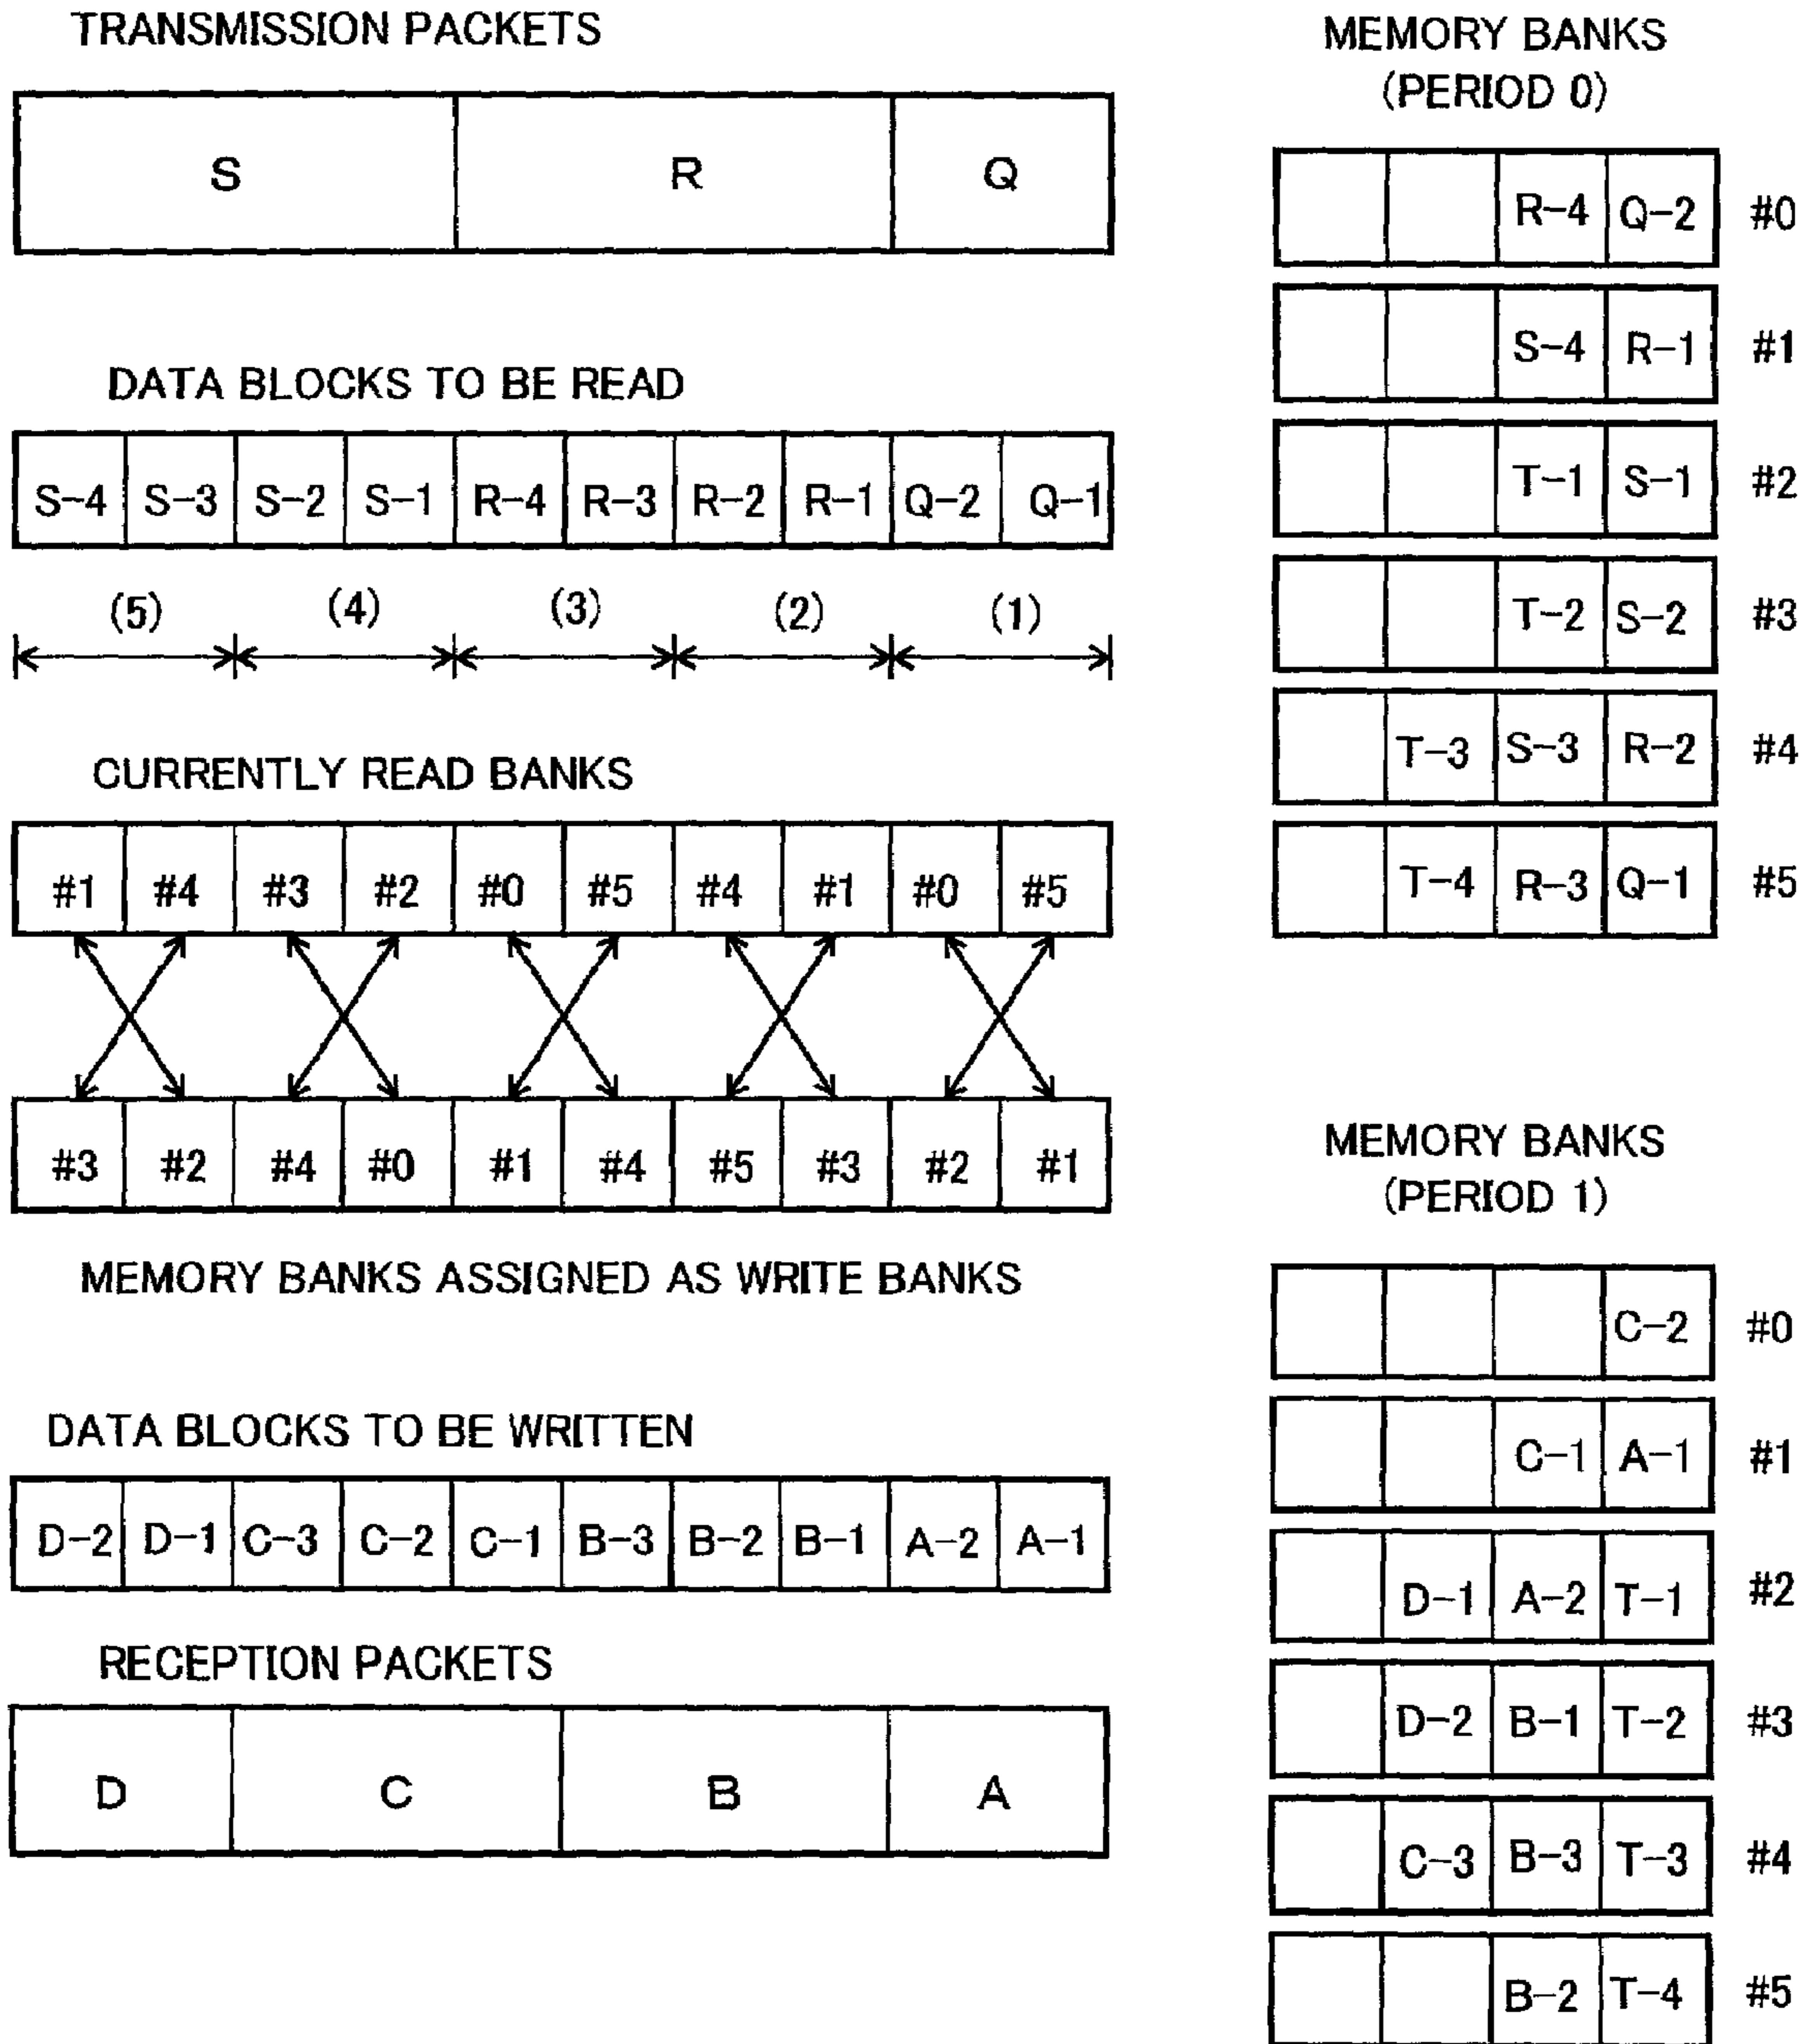 TRANSMISSION PACKETS
S R Q
DATA BLOCKS TO BE READ
S-4 S-3 S-2 S-1 R-4 R-3 R-2 R-1 Q-2 Q-1
(5) (4) (3) (2) (1)
CURRENTLY READ BANKS
#1 #4 #3 #2 #0 #5 #4 #1 #0 #5
#3 #2 #4 #0 #1 #4 #5 #3 #2 #1
MEMORY BANKS ASSIGNED AS WRITE BANKS
DATA BLOCKS TO BE WRITTEN
D-2 D-1 C-3 C-2 C-1 B-3 B-2 B-1 A-2 A-1
RECEPTION PACKETS
D C B A
MEMORY BANKS
(PERIOD 0)
R-4 Q-2 #0
S-4 R-1 #1
T-1 S-1 #2
T-2 S-2 #3
T-3 S-3 R-2 #4
T-4 R-3 Q-1 #5
MEMORY BANKS
(PERIOD 1)
C-2 #0
C-1 A-1 #1
D-1 A-2 T-1 #2
D-2 B-1 T-2 #3
C-3 B-3 T-3 #4
B-2 T-4 #5